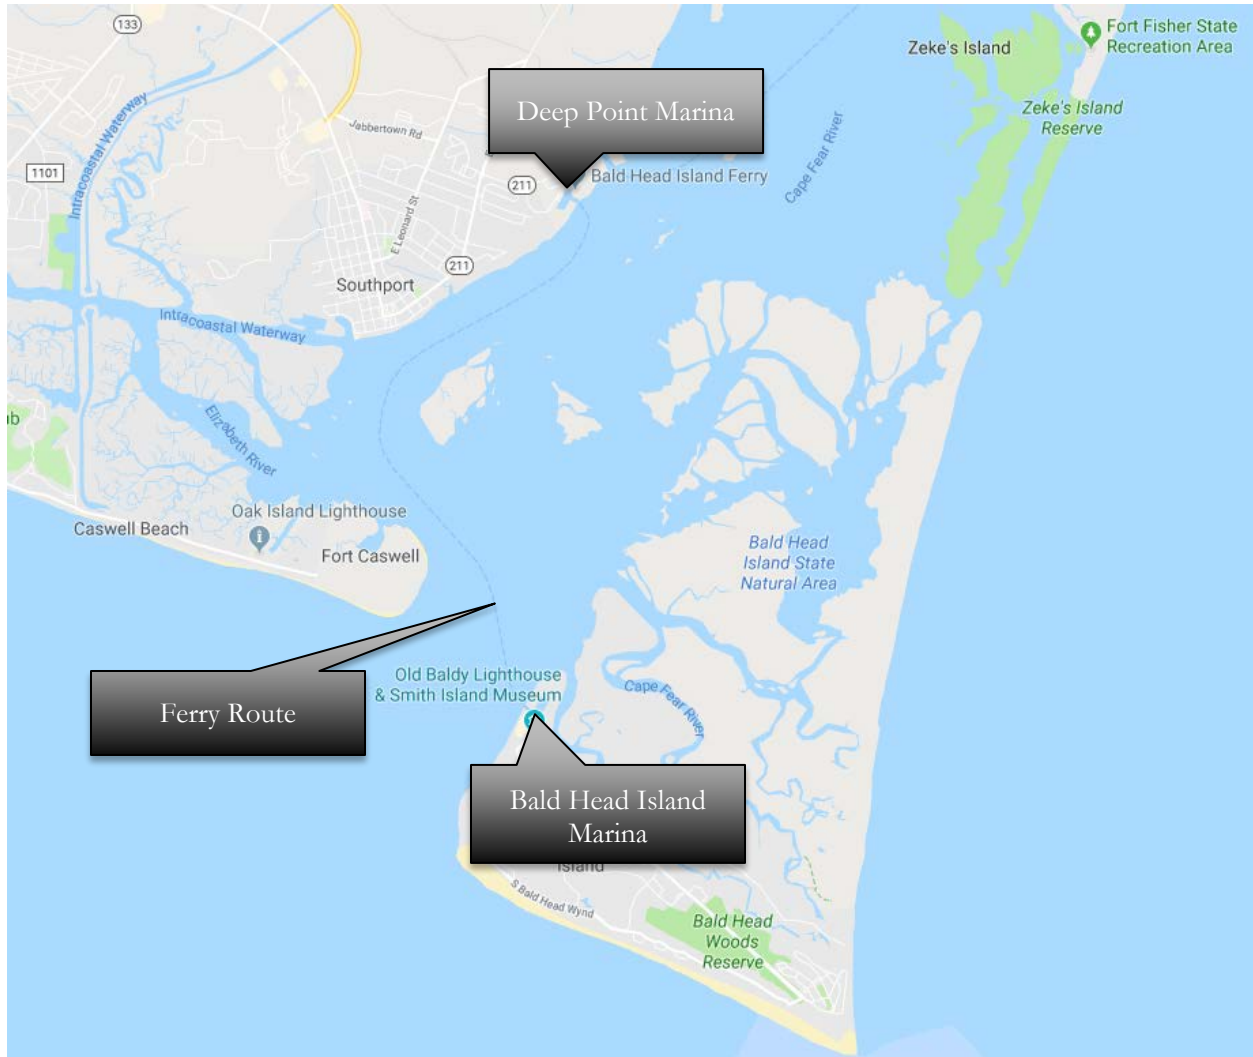 133
Fort Fisher State
Recreation Area
Zeke's Island
Deep Point Marina
Zeke's Island
Reserve
Jabbertown Rd
Intracoastal Waterway
1101
211
Bald Head Island Ferry
Cape Fear River
E Leonard St
211
Southport
Intracoastal Waterway
Elizabeth River
Oak Island Lighthouse
Caswell Beach
Fort Caswell
Bald Head
Island State
Natural Area
Old Baldy Lighthouse
& Smith Island Museum
Cape Fear River
Ferry Route
Bald Head Island
Marina
Island
S Bald Head Wynd
Bald Head
Woods
Reserve